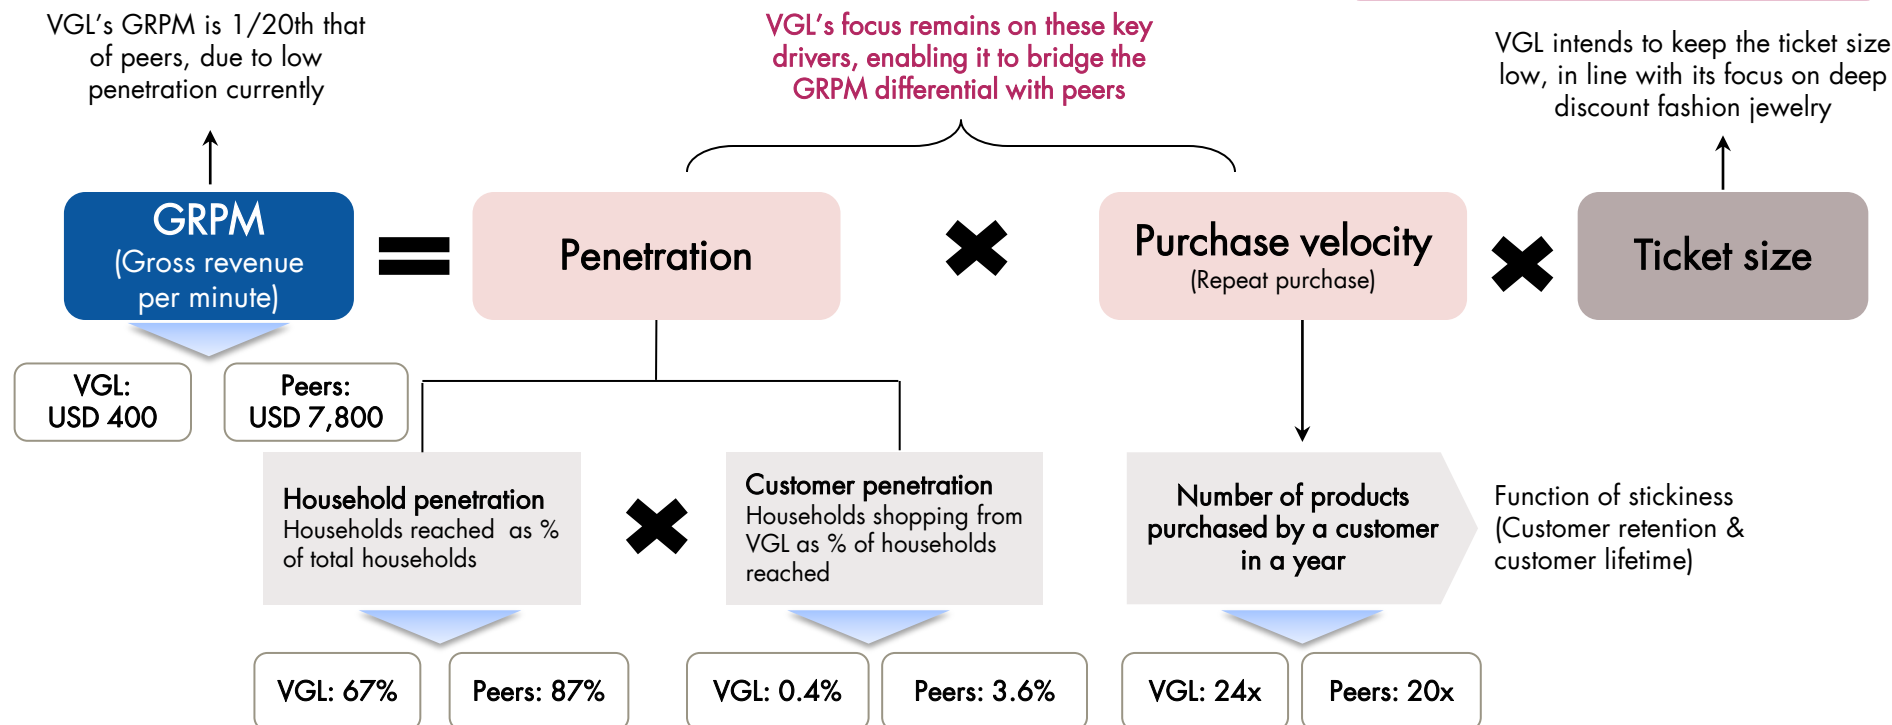 VGL's GRPM is 1/20th that
of peers, due to low
penetration currently
VGL's focus remains on these key
drivers, enabling it to bridge the
GRPM differential with peers
VGL intends to keep the ticket size
low, in line with its focus on deep
discount fashion jewelry
GRPM
(Gross revenue
per minute)
Penetration
Purchase velocity
(Repeat purchase)
Ticket size
VGL:
USD 400
Peers:
USD 7,800
Household penetration
Households reached as %
of total households
Customer penetration
Households shopping from
VGL as % of households
reached
Number of products
purchased by a customer
in a year
Function of stickiness
(Customer retention &
customer lifetime)
VGL: 67%
Peers: 87%
VGL: 0.4%
Peers: 3.6%
VGL: 24x
Peers: 20x